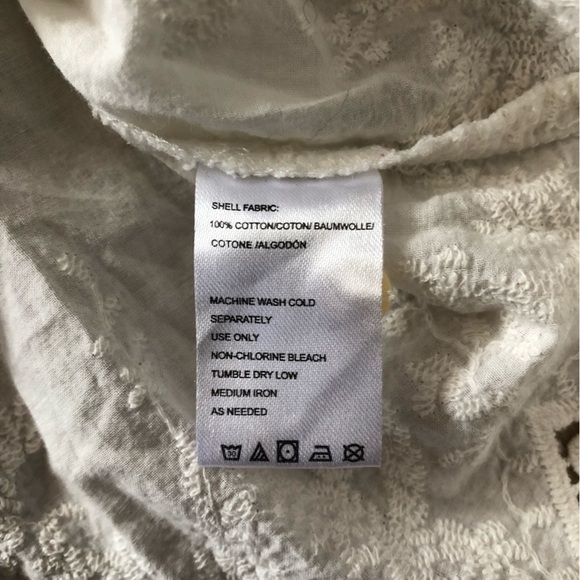 SHELL FABRIC:
100% COTTON/COTON/ BAUMWOLLE/
COTONE /ALGODÓN
MACHINE WASH COLD
SEPARATELY
USE ONLY
NON-CHLORINE BLEACH
TUMBLE DRY LOW
MEDIUM IRON
AS NEEDED